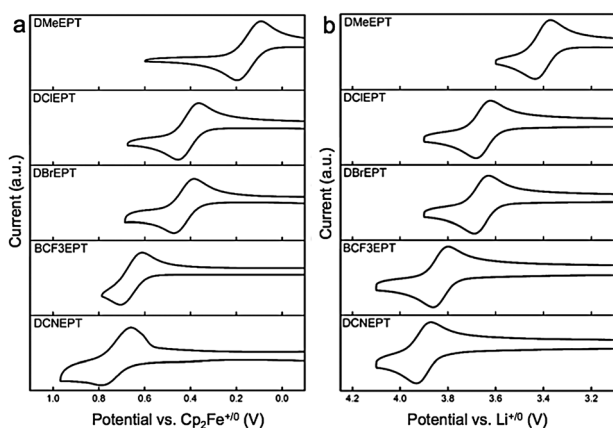 a
DMeEPT
DClEPT
DBrEPT
BCF3EPT
DCNEPT
Current (a.u.)
1.0 0.8 0.6 0.4 0.2 0.0
Potential vs. Cp₂Fe⁺ᐟ⁰ (V)
b
DMeEPT
DClEPT
DBrEPT
BCF3EPT
DCNEPT
Current (a.u.)
4.2 4.0 3.8 3.6 3.4 3.2
Potential vs. Li⁺ᐟ⁰ (V)